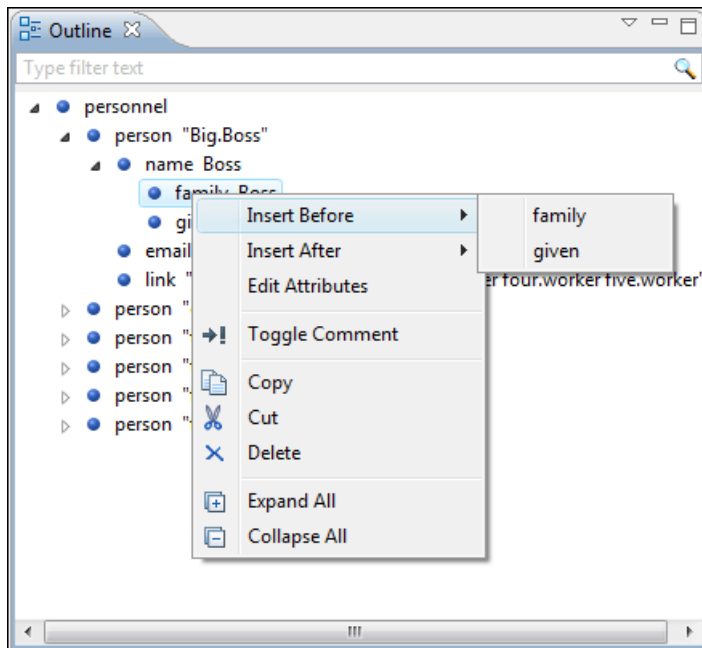 Outline
Type filter text
personnel
person "Big.Boss"
name Boss
family Boss
Insert Before
family
gi
Insert After
given
email
link "
er four.worker five.worker"
Edit Attributes
person "
person "
Toggle Comment
person "
Copy
person "
Cut
person "
Delete
Expand All
Collapse All